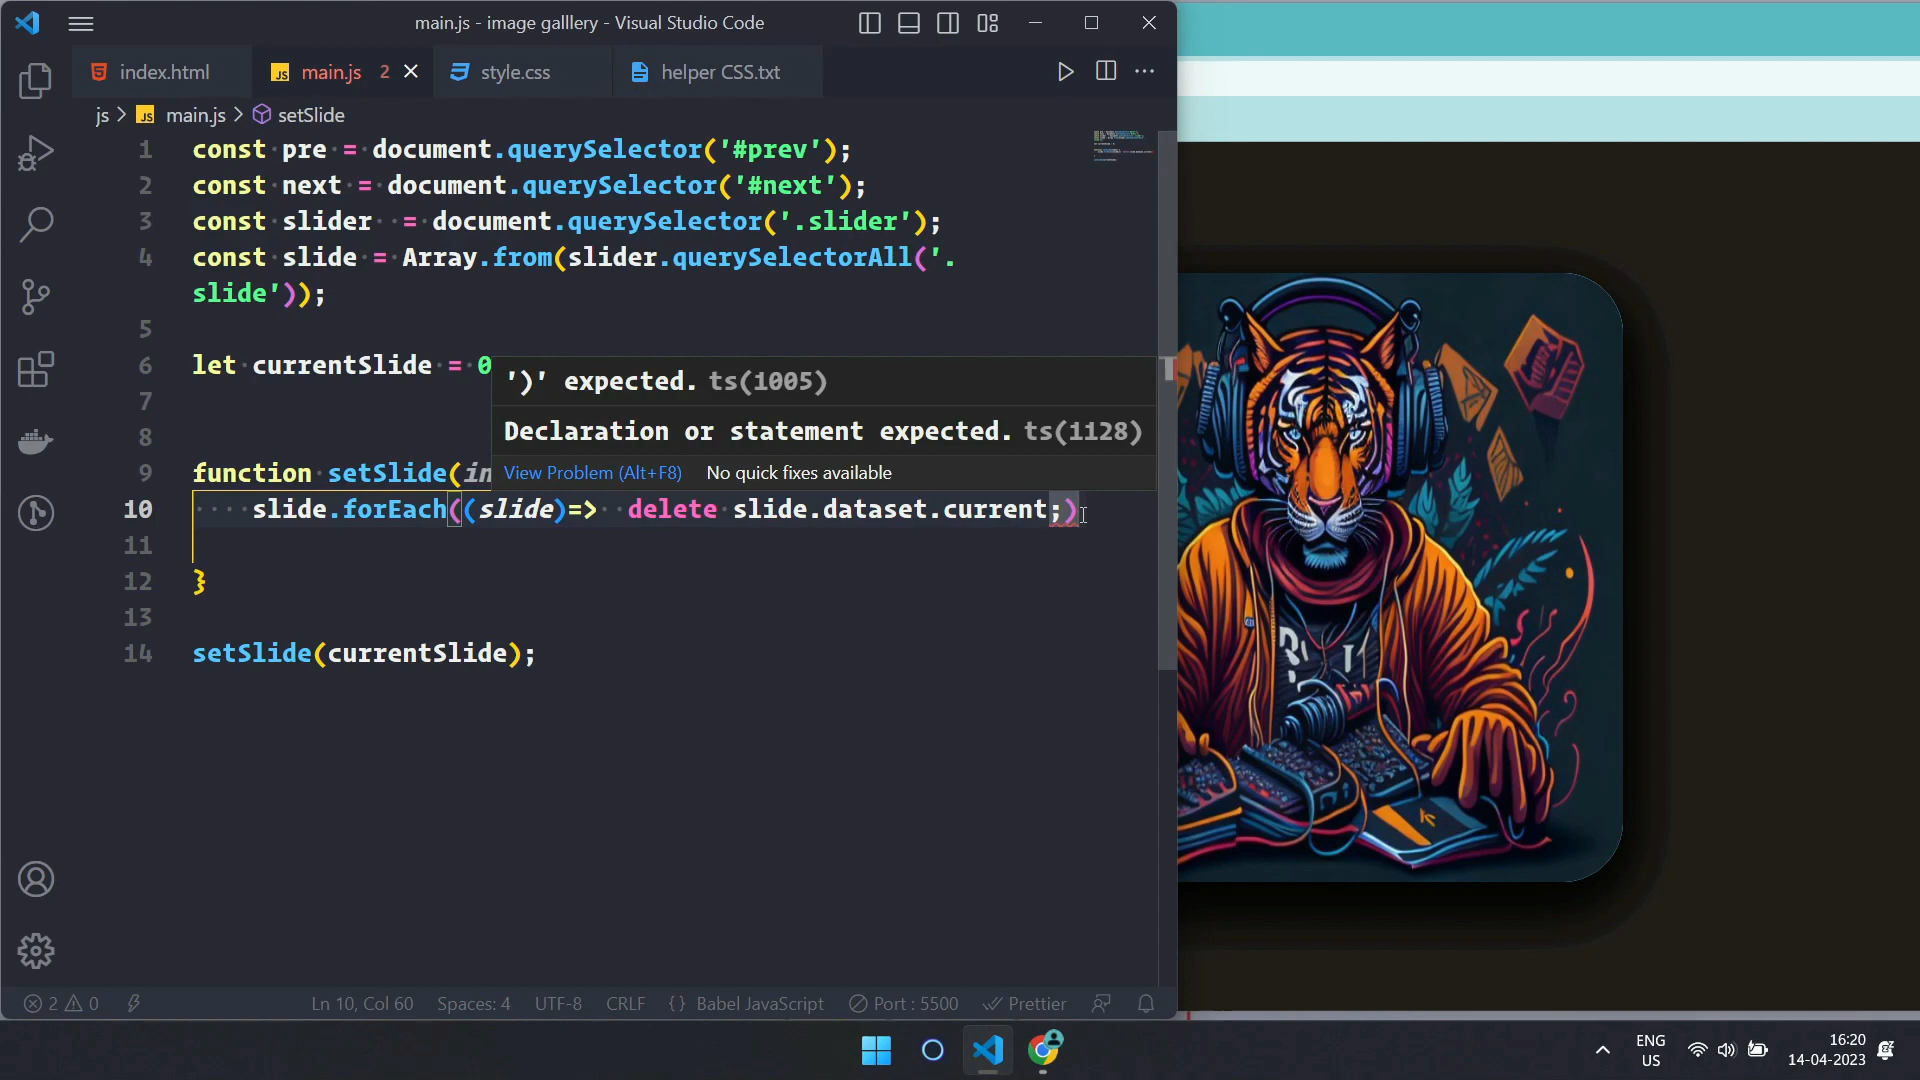 main.js - image galllery - Visual Studio Code
index.html
JS main.js 2
style.css
helper CSS.txt
js > JS main.js > setSlide
1 const pre = document.querySelector('#prev');
2 const next = document.querySelector('#next');
3 const slider  = document.querySelector('.slider');
4 const slide = Array.from(slider.querySelectorAll('.
slide'));
5
6 let currentSlide = 0
')' expected. ts(1005)
7
Declaration or statement expected. ts(1128)
8
View Problem (Alt+F8) No quick fixes available
9 function setSlide(in
10 slide.forEach((slide)=>  delete slide.dataset.current;)
11
12 }
13
14 setSlide(currentSlide);
2 0 Ln 10, Col 60 Spaces: 4 UTF-8 CRLF {} Babel JavaScript Port : 5500 Prettier
ENG
US
16:20
14-04-2023